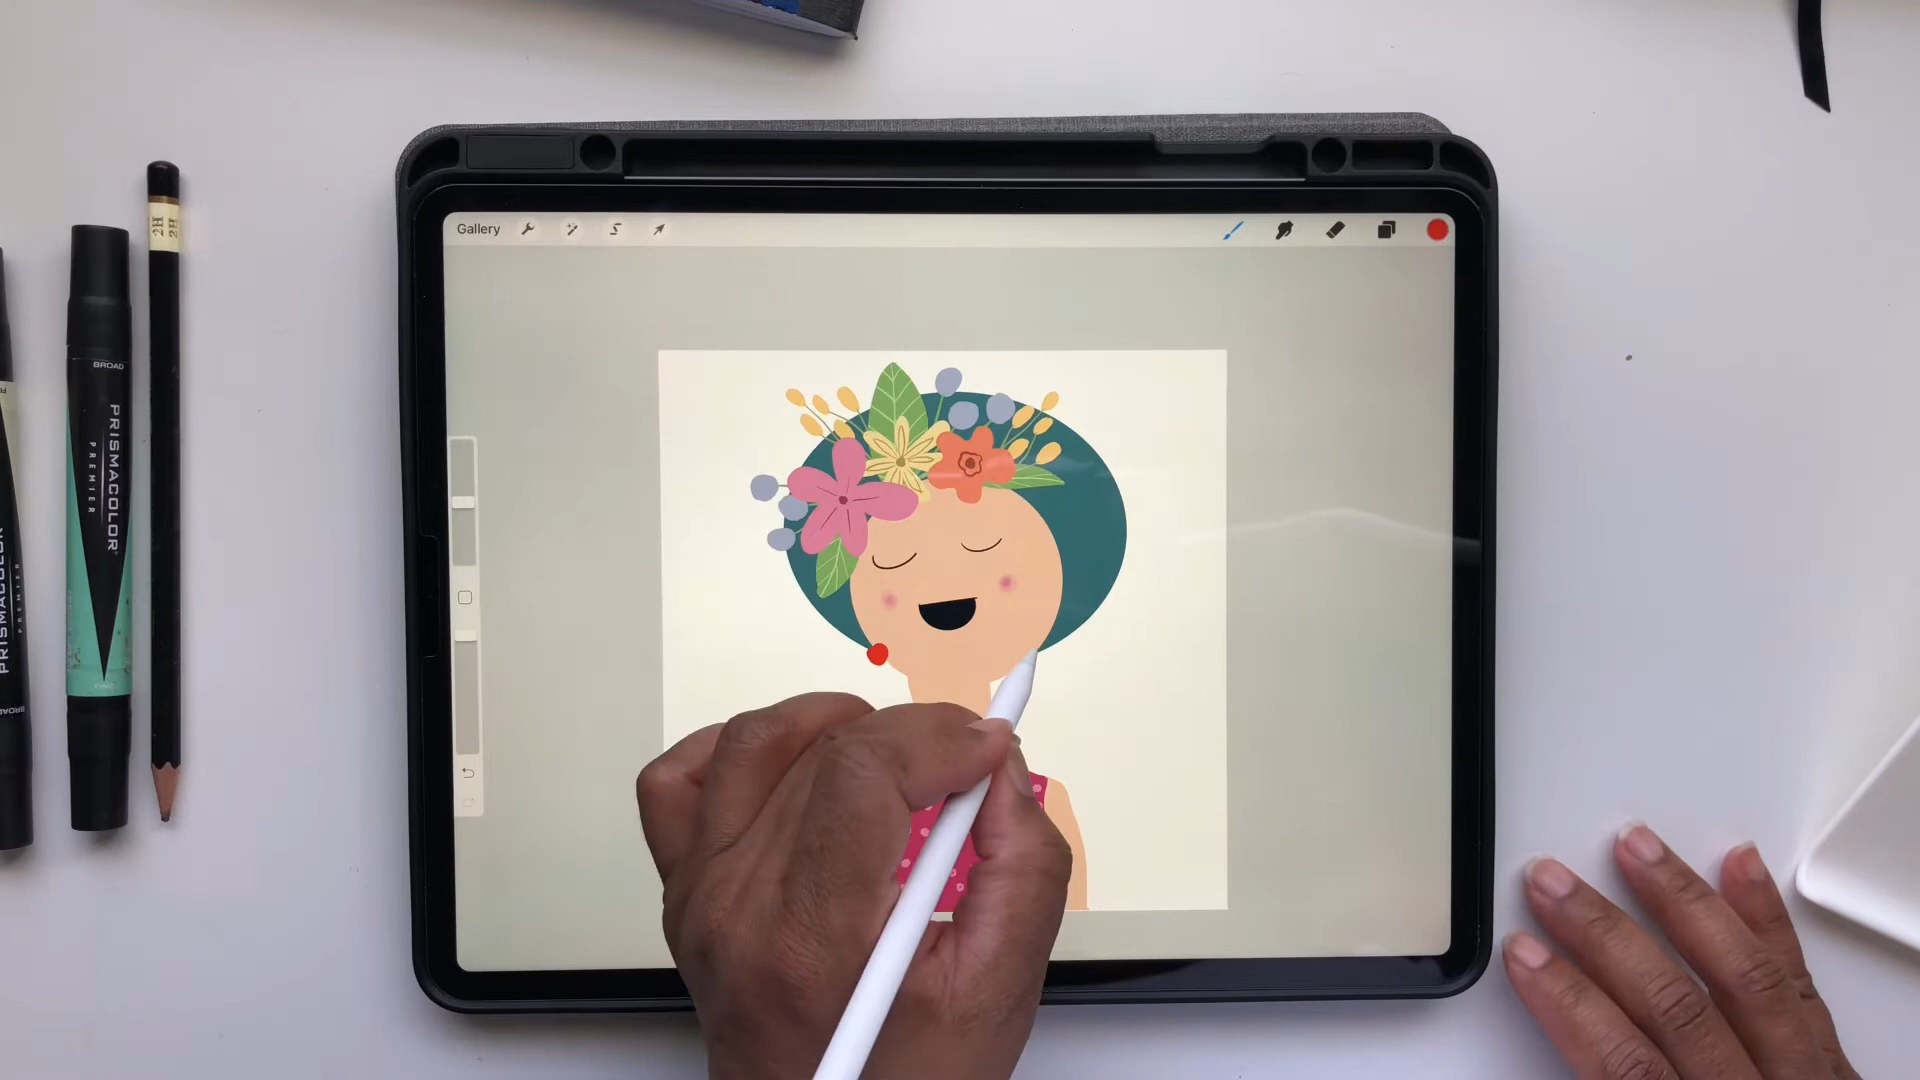 Gallery
2H
2H
BROAD
PRISMACOLOR
PREMIER
PRISMACOLOR
PREMIER
BROAD